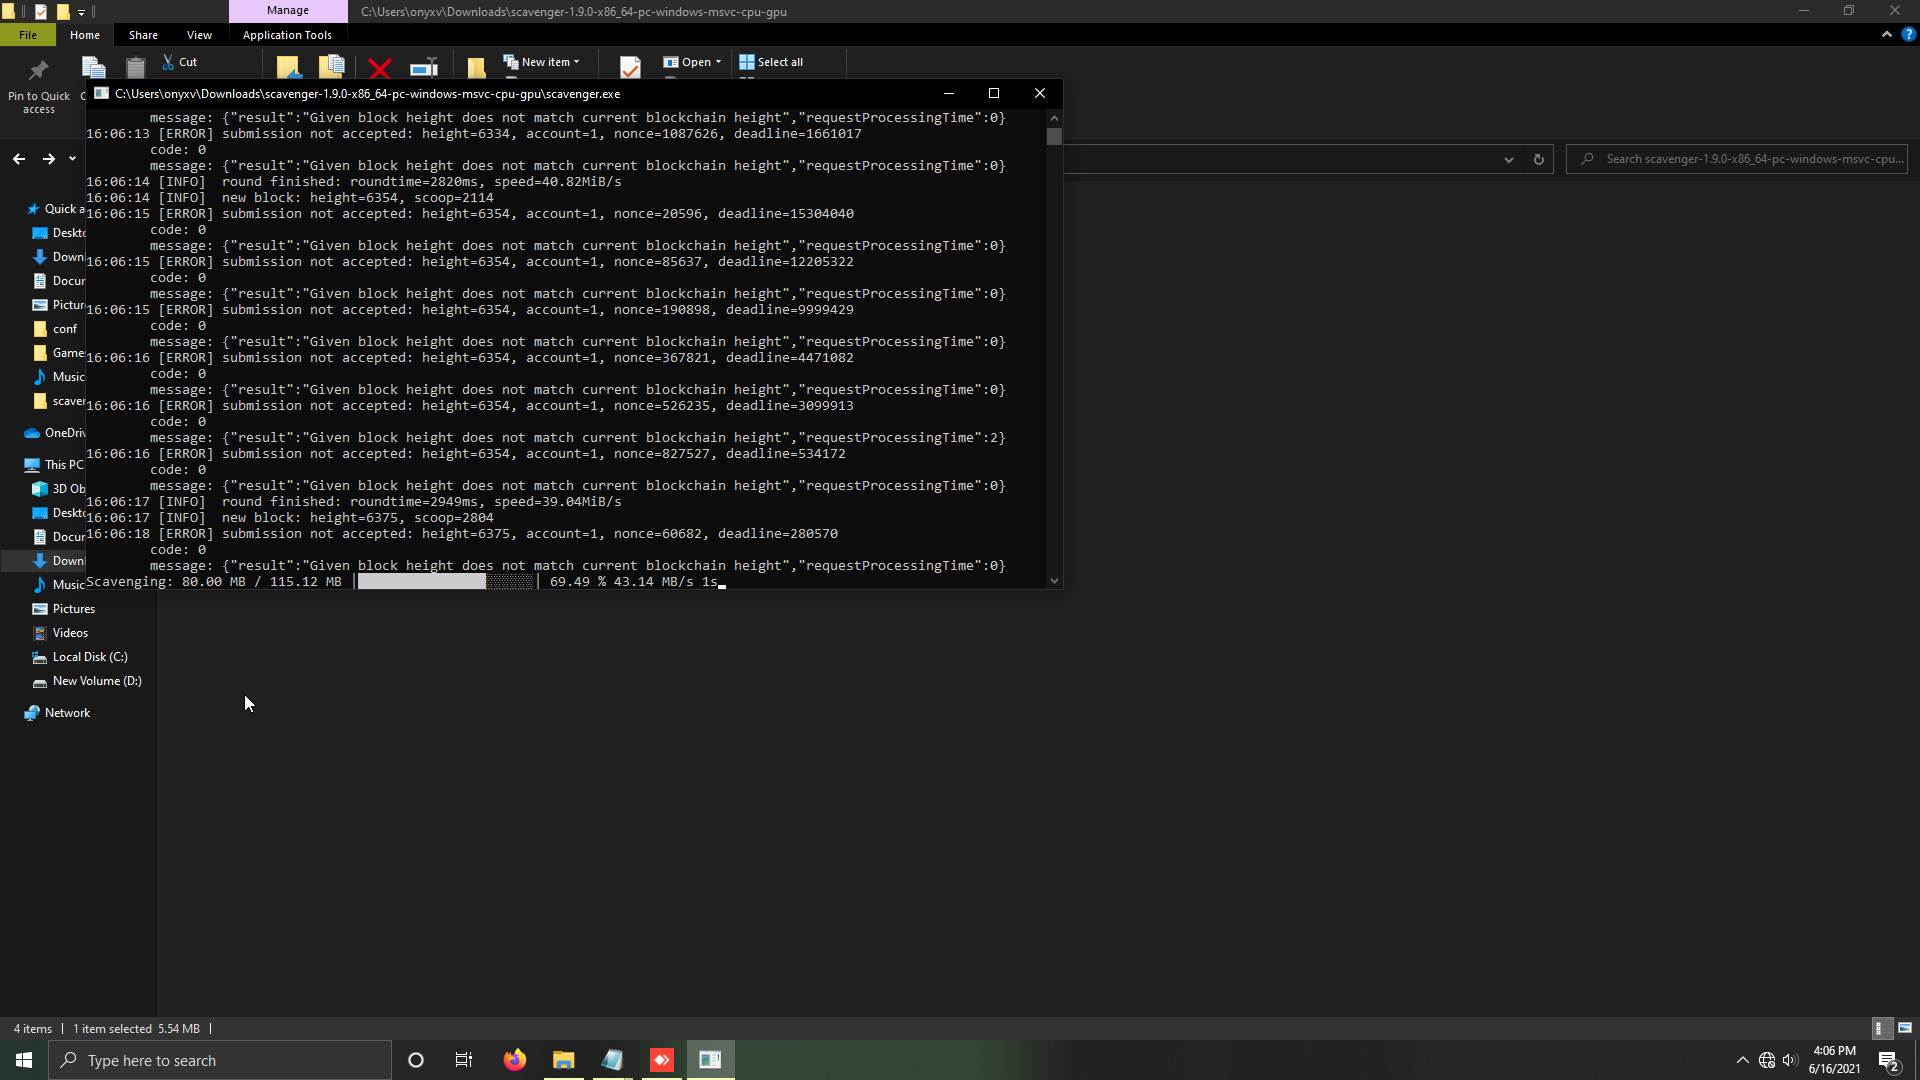 Manage
C:\Users\onyxv\Downloads\scavenger-1.9.0-x86_64-pc-windows-msvc-cpu-gpu
File
Home
Share
View
Application Tools
Pin to Quick access
Cut
New item
Open
Select all
C:\Users\onyxv\Downloads\scavenger-1.9.0-x86_64-pc-windows-msvc-cpu-gpu\scavenger.exe
message: {"result":"Given block height does not match current blockchain height","requestProcessingTime":0}
16:06:13 [ERROR] submission not accepted: height=6334, account=1, nonce=1087626, deadline=1661017
code: 0
message: {"result":"Given block height does not match current blockchain height","requestProcessingTime":0}
16:06:14 [INFO] round finished: roundtime=2820ms, speed=40.82MiB/s
16:06:14 [INFO] new block: height=6354, scoop=2114
16:06:15 [ERROR] submission not accepted: height=6354, account=1, nonce=20596, deadline=15304040
code: 0
message: {"result":"Given block height does not match current blockchain height","requestProcessingTime":0}
16:06:15 [ERROR] submission not accepted: height=6354, account=1, nonce=85637, deadline=12205322
code: 0
message: {"result":"Given block height does not match current blockchain height","requestProcessingTime":0}
16:06:15 [ERROR] submission not accepted: height=6354, account=1, nonce=190898, deadline=9999429
code: 0
message: {"result":"Given block height does not match current blockchain height","requestProcessingTime":0}
16:06:16 [ERROR] submission not accepted: height=6354, account=1, nonce=367821, deadline=4471082
code: 0
message: {"result":"Given block height does not match current blockchain height","requestProcessingTime":0}
16:06:16 [ERROR] submission not accepted: height=6354, account=1, nonce=526235, deadline=3099913
code: 0
message: {"result":"Given block height does not match current blockchain height","requestProcessingTime":2}
16:06:16 [ERROR] submission not accepted: height=6354, account=1, nonce=827527, deadline=534172
code: 0
message: {"result":"Given block height does not match current blockchain height","requestProcessingTime":0}
16:06:17 [INFO] round finished: roundtime=2949ms, speed=39.04MiB/s
16:06:17 [INFO] new block: height=6375, scoop=2804
16:06:18 [ERROR] submission not accepted: height=6375, account=1, nonce=60682, deadline=280570
code: 0
message: {"result":"Given block height does not match current blockchain height","requestProcessingTime":0}
Scavenging: 80.00 MB / 115.12 MB 69.49 % 43.14 MB/s 1s
Search scavenger-1.9.0-x86_64-pc-windows-msvc-cpu...
Quick a
Deskto
Down
Docur
Pictur
conf
Game
Music
scaver
OneDriv
This PC
3D Ob
Deskto
Docur
Downl
Music
Pictures
Videos
Local Disk (C:)
New Volume (D:)
Network
4 items
1 item selected 5.54 MB
Type here to search
4:06 PM
6/16/2021
2